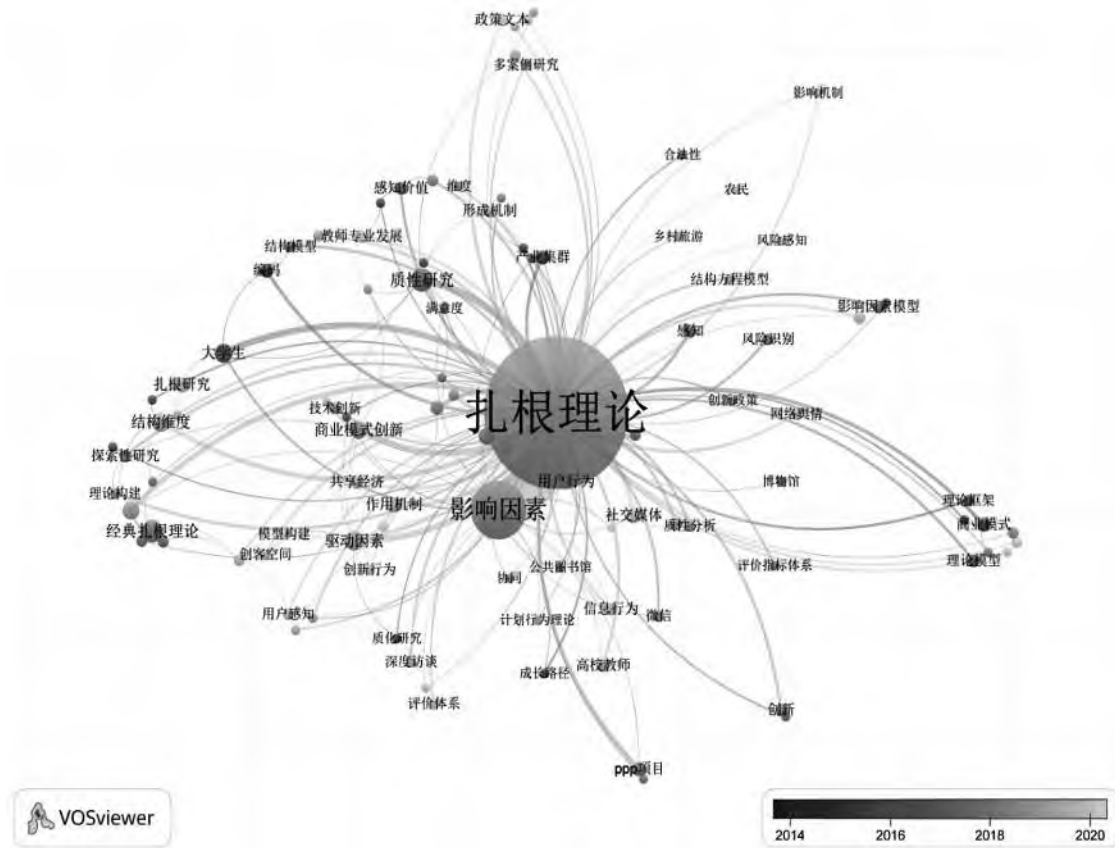 政策文本
多案例研究
影响机制
合法性
农民
感知价值
维度
形成机制
乡村旅游
风险感知
教师专业发展
结构模型
产业集群
编码
质性研究
结构方程模型
满意度
影响因素模型
感知
风险识别
大学生
扎根研究
扎根理论
创新政策
网络舆情
技术创新
结构维度
商业模式创新
探索性研究
共享经济
用户行为
博物馆
理论构建
作用机制
影响因素
社交媒体
理论框架
经典扎根理论
模型构建
质性分析
商业模式
驱动因素
创客空间
创新行为
公共图书馆
评价指标体系
理论模型
协同
用户感知
计划行为理论
信息行为
微信
质化研究
深度访谈
成长路径
高校教师
评价体系
创新
ppp项目
VOSviewer
2014 2016 2018 2020